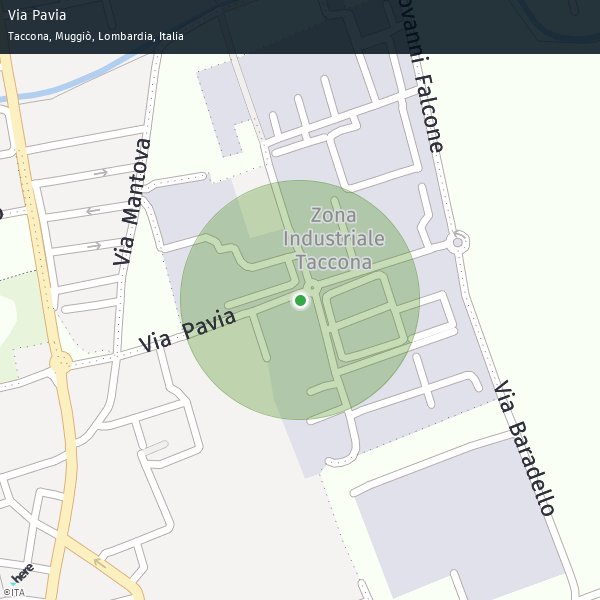 Via Pavia
Taccona, Muggiò, Lombardia, Italia
ovanni Falcone
Via Mantova
Zona
Industriale
Taccona
Via Pavia
Via Baradello
here
©ITA